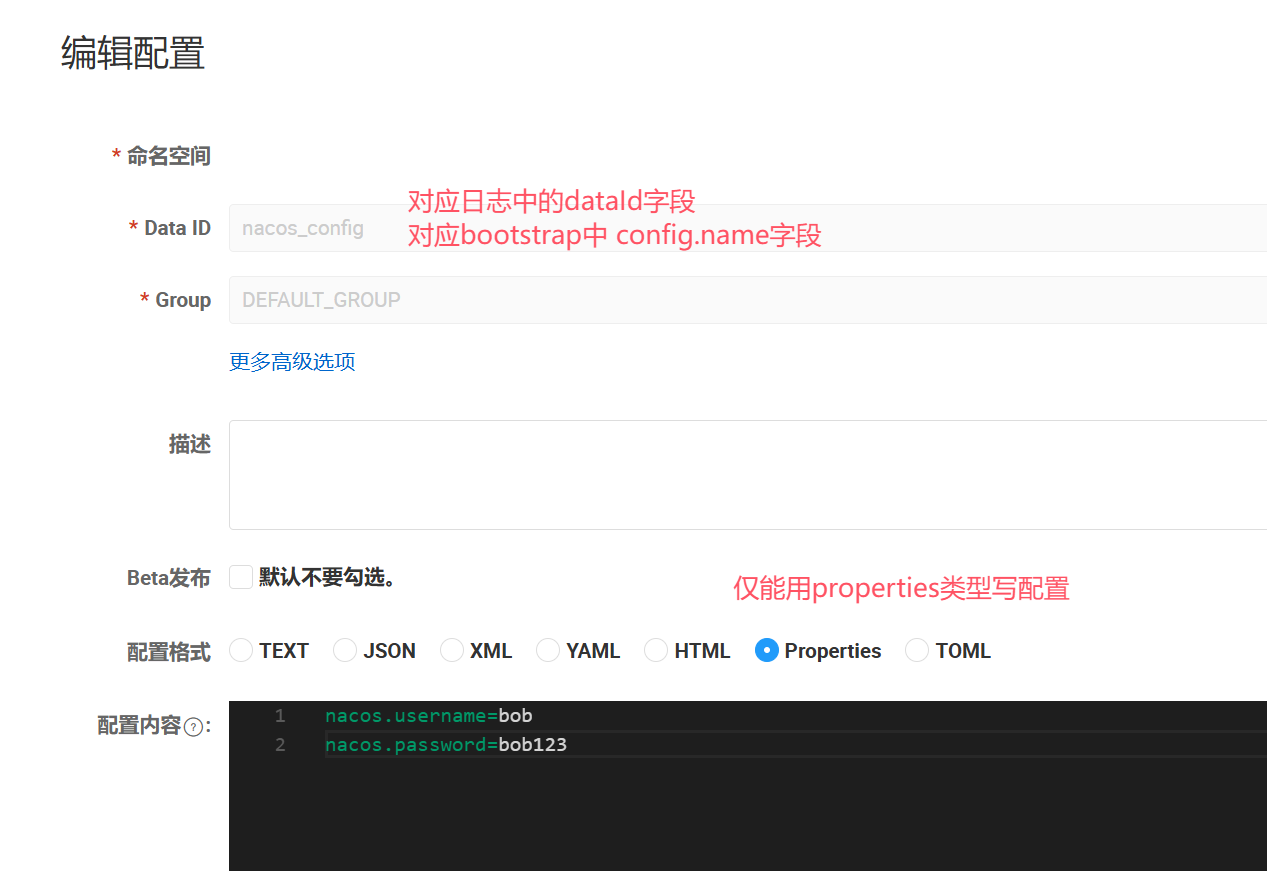 编辑配置
* 命名空间
对应日志中的dataId字段
* Data ID
nacos_config
对应bootstrap中 config.name字段
* Group
DEFAULT_GROUP
更多高级选项
描述
Beta发布
默认不要勾选。
仅能用properties类型写配置
配置格式
TEXT JSON XML YAML HTML Properties TOML
配置内容?:
1 nacos.username=bob
2 nacos.password=bob123